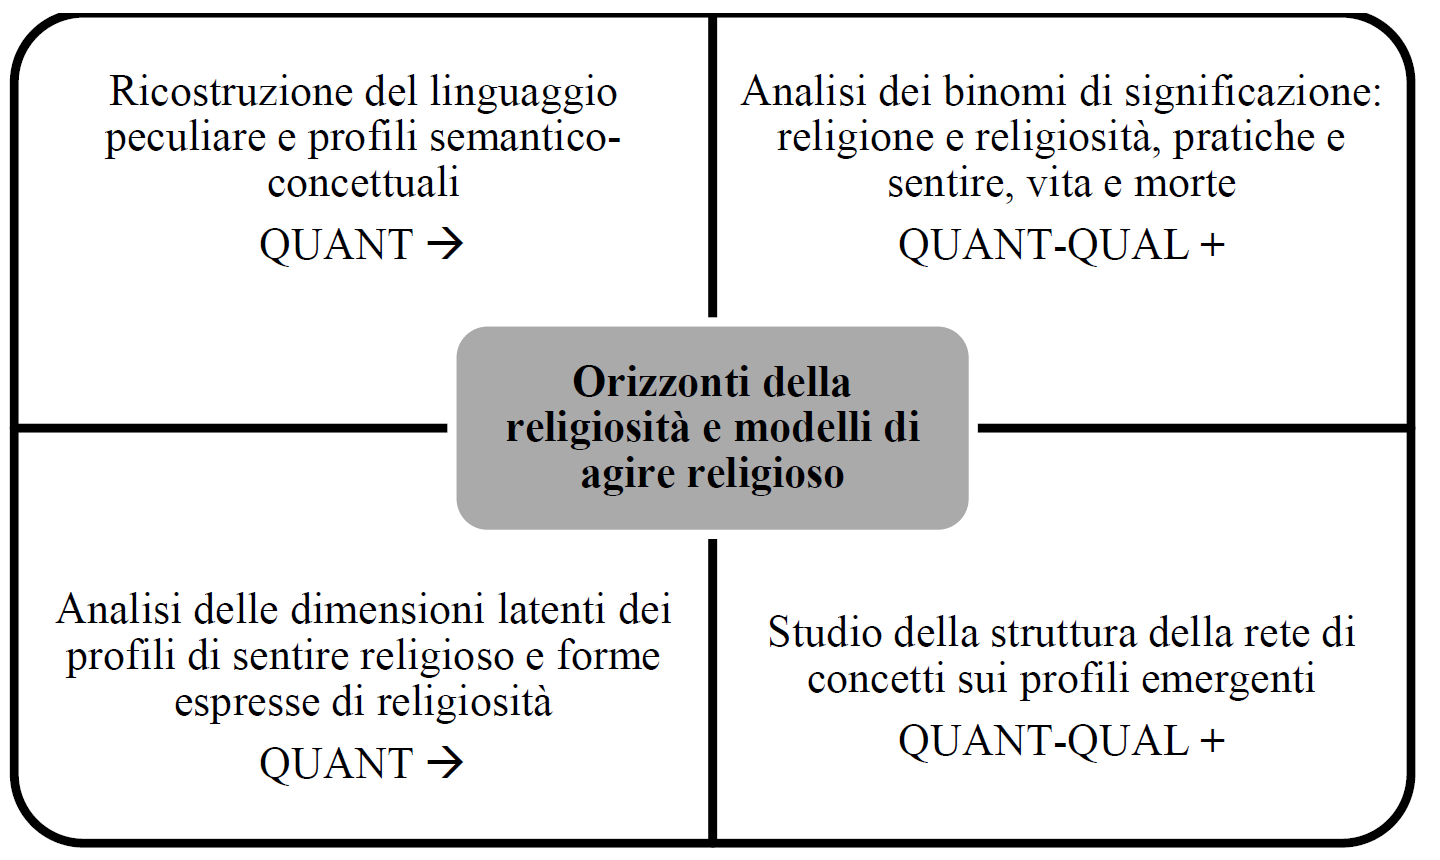 Ricostruzione del linguaggio
peculiare e profili semantico-
concettuali
QUANT →
Analisi dei binomi di significazione:
religione e religiosità, pratiche e
sentire, vita e morte
QUANT-QUAL +
Orizzonti della
religiosità e modelli di
agire religioso
Analisi delle dimensioni latenti dei
profili di sentire religioso e forme
espresse di religiosità
QUANT →
Studio della struttura della rete di
concetti sui profili emergenti
QUANT-QUAL +